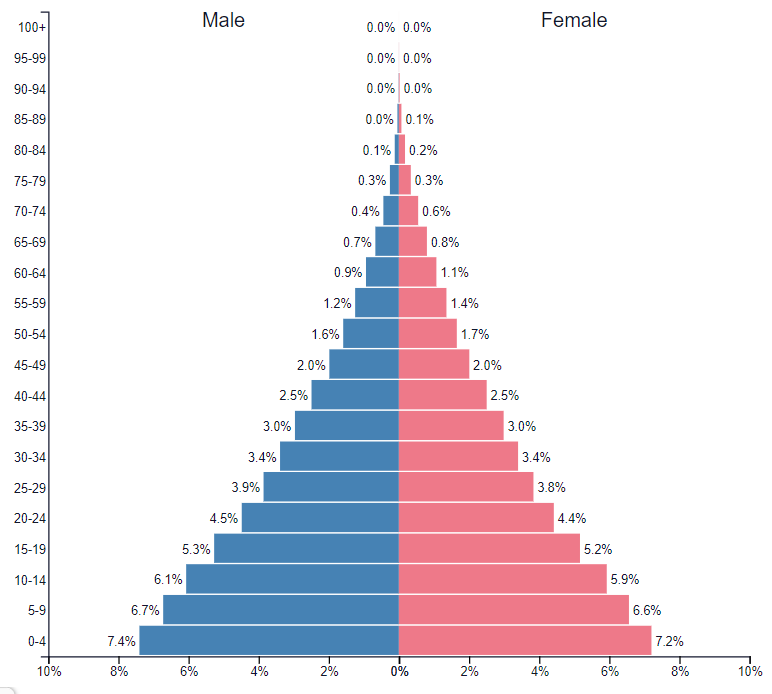 Male Female
100+ 0.0% 0.0%
95-99 0.0% 0.0%
90-94 0.0% 0.0%
85-89 0.0% 0.1%
80-84 0.1% 0.2%
75-79 0.3% 0.3%
70-74 0.4% 0.6%
65-69 0.7% 0.8%
60-64 0.9% 1.1%
55-59 1.2% 1.4%
50-54 1.6% 1.7%
45-49 2.0% 2.0%
40-44 2.5% 2.5%
35-39 3.0% 3.0%
30-34 3.4% 3.4%
25-29 3.9% 3.8%
20-24 4.5% 4.4%
15-19 5.3% 5.2%
10-14 6.1% 5.9%
5-9 6.7% 6.6%
0-4 7.4% 7.2%
10% 8% 6% 4% 2% 0% 2% 4% 6% 8% 10%